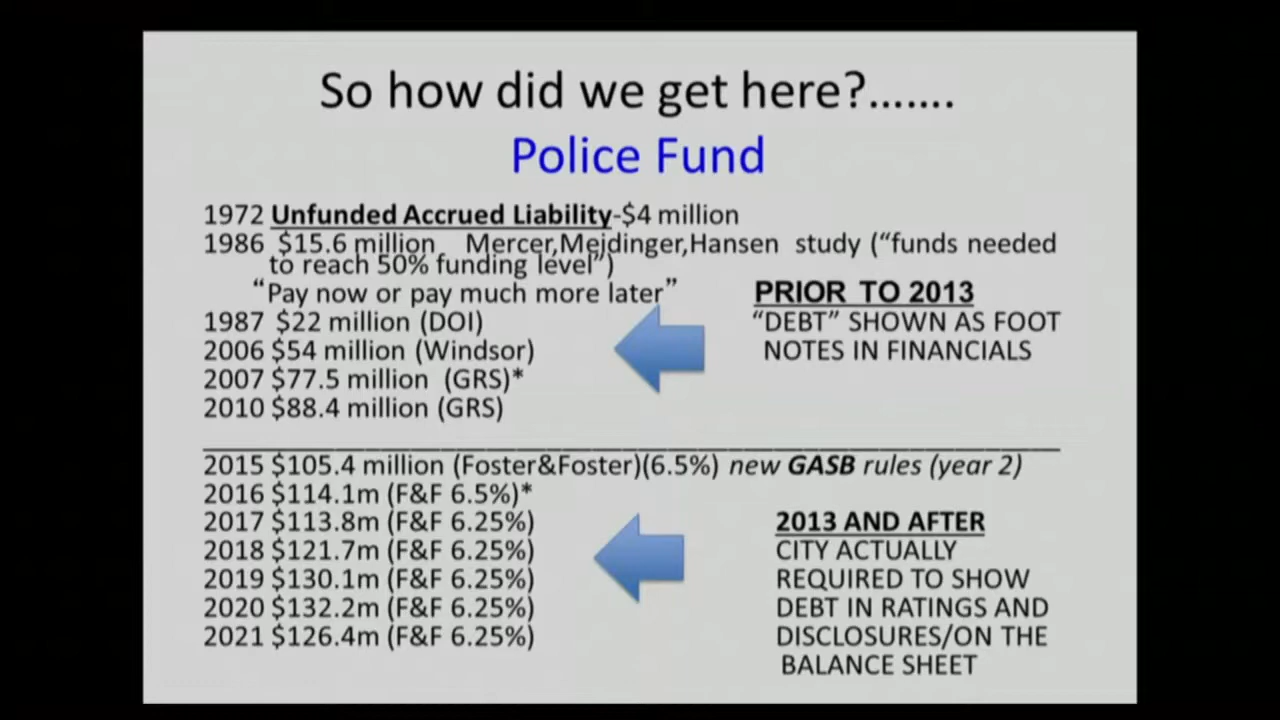 So how did we get here?.......
Police Fund
1972 Unfunded Accrued Liability-$4 million
1986 $15.6 million Mercer,Mejdinger,Hansen study (“funds needed
to reach 50% funding level”)
“Pay now or pay much more later”
PRIOR TO 2013
1987 $22 million (DOI)
“DEBT” SHOWN AS FOOT
2006 $54 million (Windsor)
NOTES IN FINANCIALS
2007 $77.5 million (GRS)*
2010 $88.4 million (GRS)
2015 $105.4 million (Foster&Foster)(6.5%) new GASB rules (year 2)
2016 $114.1m (F&F 6.5%)*
2017 $113.8m (F&F 6.25%)
2013 AND AFTER
2018 $121.7m (F&F 6.25%)
CITY ACTUALLY
2019 $130.1m (F&F 6.25%)
REQUIRED TO SHOW
2020 $132.2m (F&F 6.25%)
DEBT IN RATINGS AND
2021 $126.4m (F&F 6.25%)
DISCLOSURES/ON THE
BALANCE SHEET